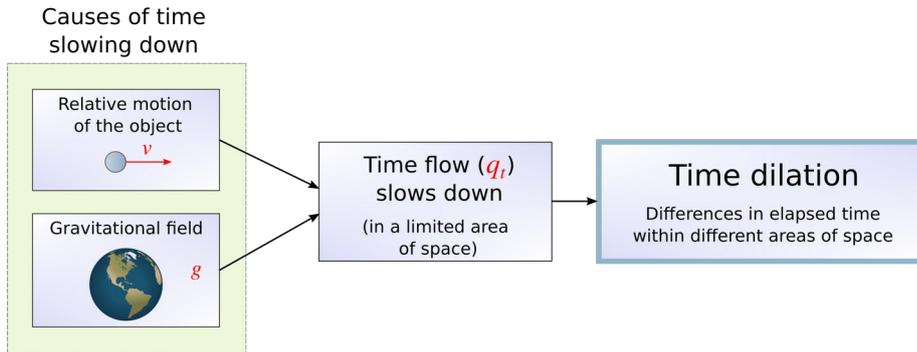 Causes of time
slowing down
Relative motion
of the object
v
Gravitational field
g
Time flow (qt)
slows down
(in a limited area
of space)
Time dilation
Differences in elapsed time
within different areas of space